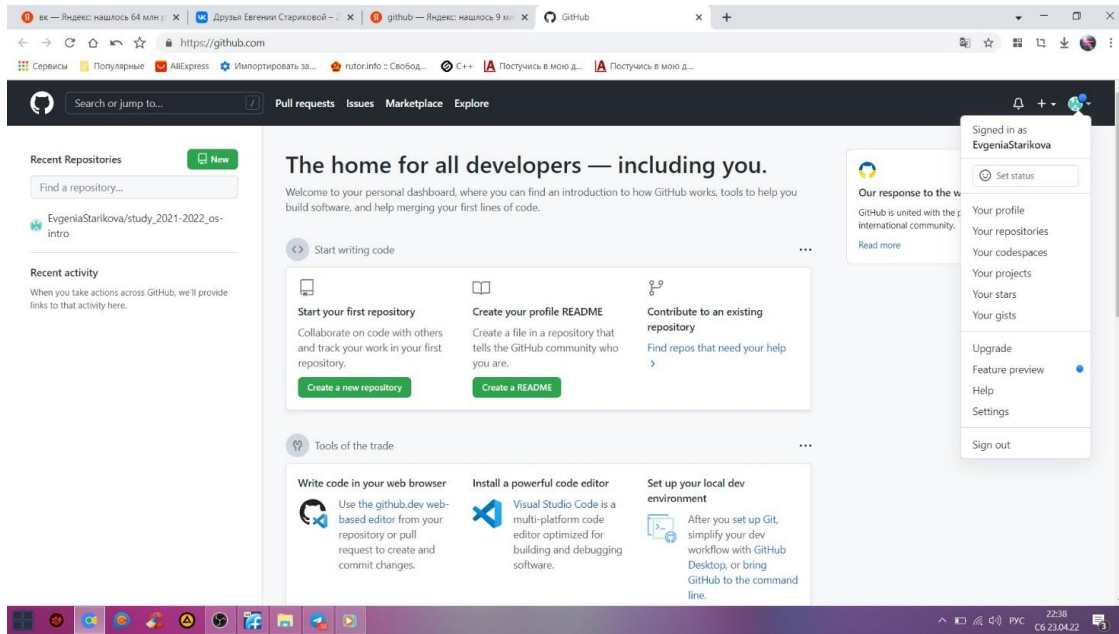 вк — Яндекс: нашлось 64 млн р
Друзья Евгении Стариковой – 2
github — Яндекс: нашлось 9 мл
GitHub
https://github.com
Сервисы
Популярные
AliExpress
Импортировать за...
rutor.info :: Свобод...
C++
Постучись в мою д...
Постучись в мою д...
Search or jump to...
/
Pull requests Issues Marketplace Explore
Recent Repositories
New
Find a repository...
EvgeniaStarikova/study_2021-2022_os-
intro
Recent activity
When you take actions across GitHub, we'll provide
links to that activity here.
The home for all developers — including you.
Welcome to your personal dashboard, where you can find an introduction to how GitHub works, tools to help you
build software, and help merging your first lines of code.
Start writing code
Start your first repository
Collaborate on code with others
and track your work in your first
repository.
Create a new repository
Create your profile README
Create a file in a repository that
tells the GitHub community who
you are.
Create a README
Contribute to an existing
repository
Find repos that need your help
Tools of the trade
Write code in your web browser
Use the github.dev web-
based editor from your
repository or pull
request to create and
commit changes.
Install a powerful code editor
Visual Studio Code is a
multi-platform code
editor optimized for
building and debugging
software.
Set up your local dev
environment
After you set up Git,
simplify your dev
workflow with GitHub
Desktop, or bring
GitHub to the command
line.
Our response to the w
GitHub is united with the p
international community.
Read more
Signed in as
EvgeniaStarikova
Set status
Your profile
Your repositories
Your codespaces
Your projects
Your stars
Your gists
Upgrade
Feature preview
Help
Settings
Sign out
РУС
22:38
Сб 23.04.22